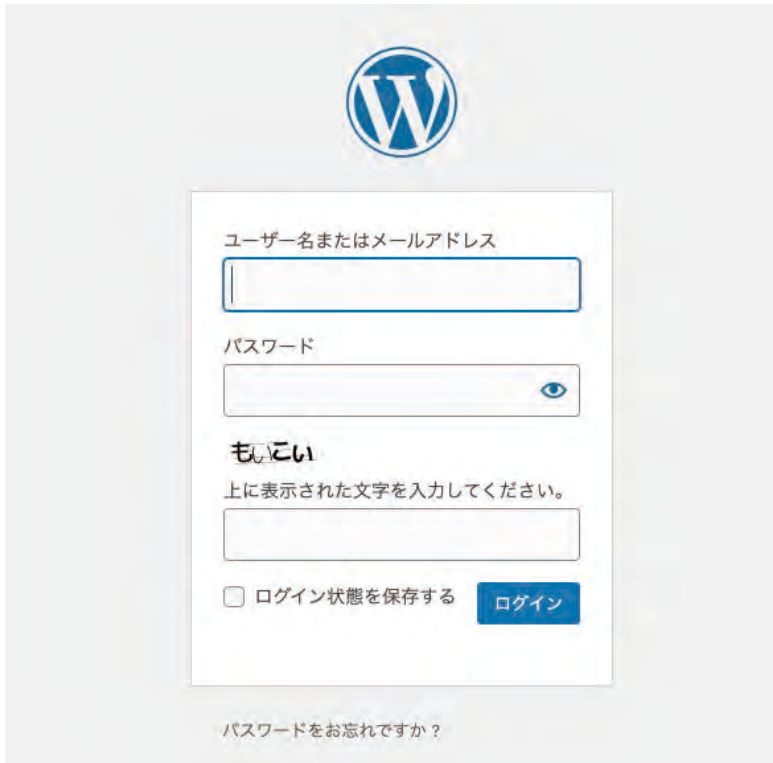 ユーザー名またはメールアドレス
パスワード
もいこい
上に表示された文字を入力してください。
ログイン状態を保存する
ログイン
パスワードをお忘れですか ?